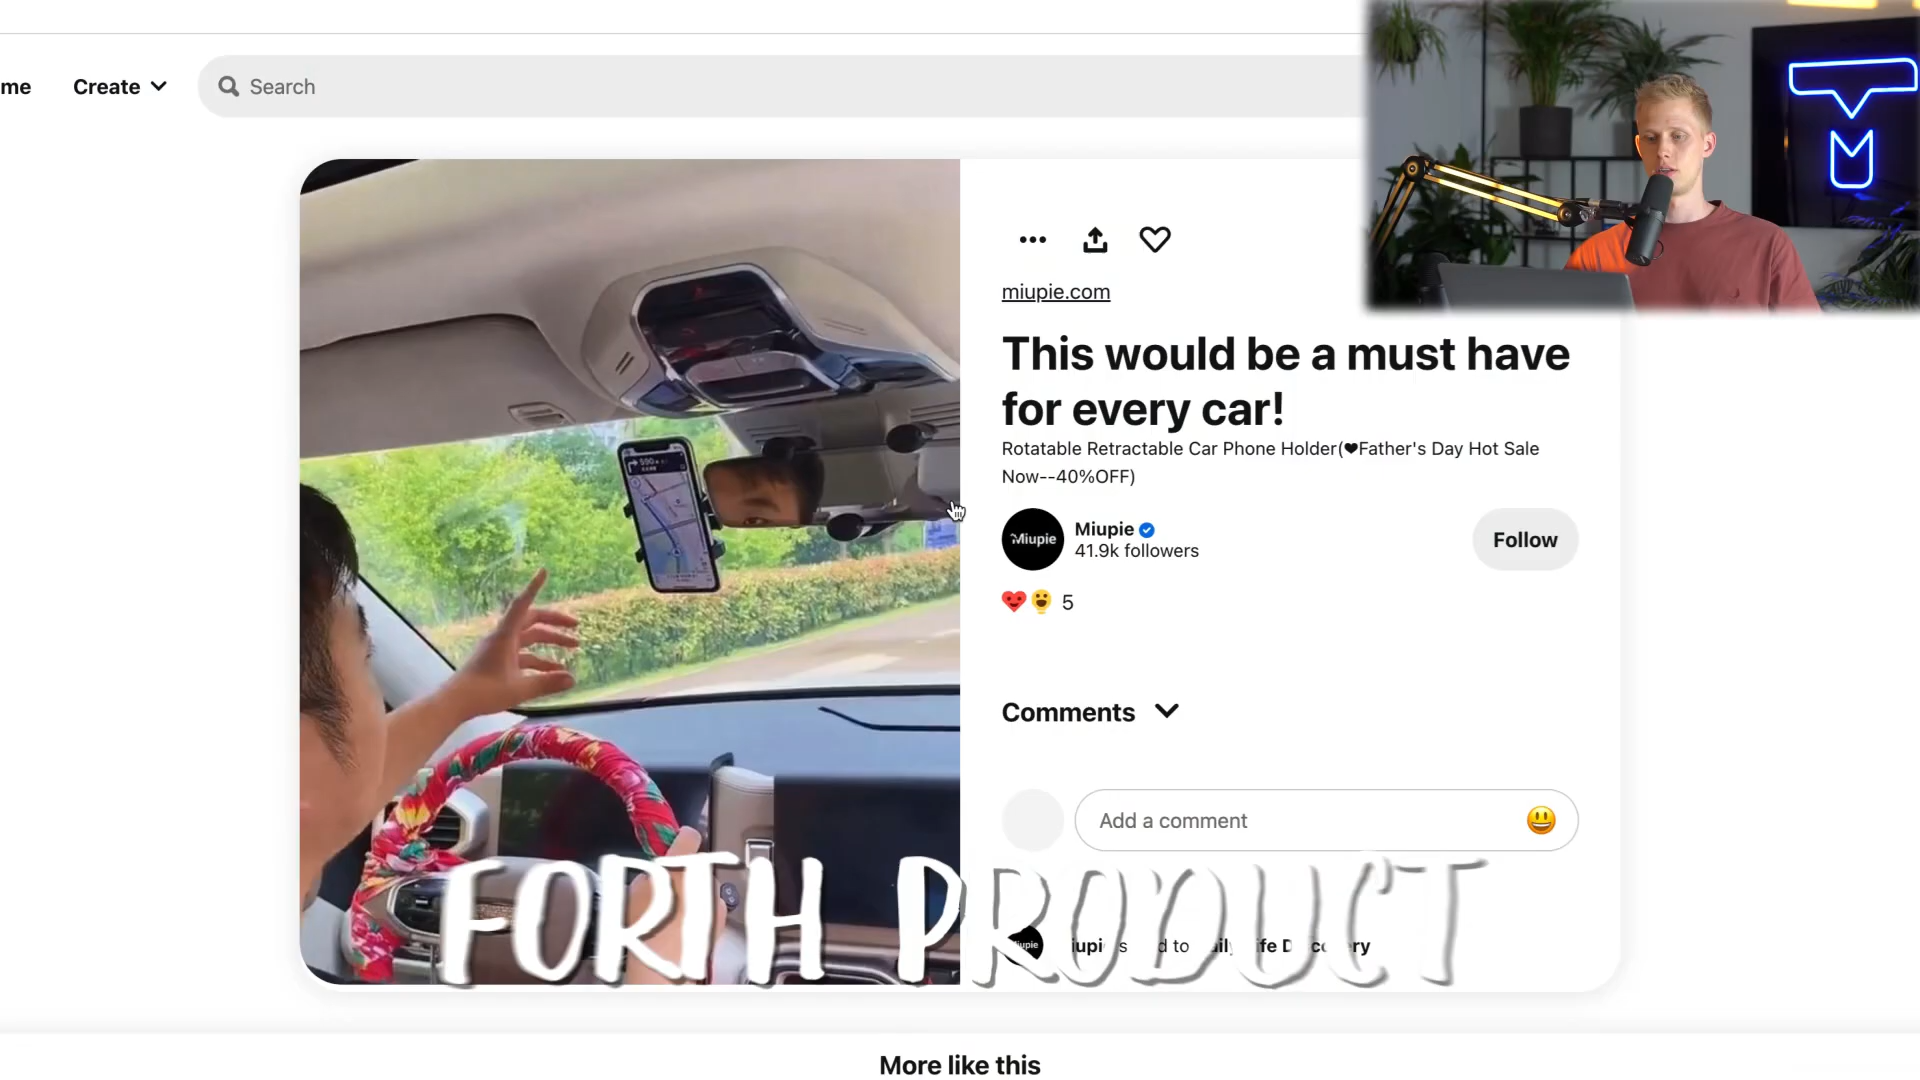 me
Create
Search
miupie.com
This would be a must have
for every car!
Rotatable Retractable Car Phone Holder(❤Father's Day Hot Sale
Now--40%OFF)
Miupie
Miupie
41.9k followers
Follow
5
Comments
Add a comment
FORTH PRODUCT
More like this